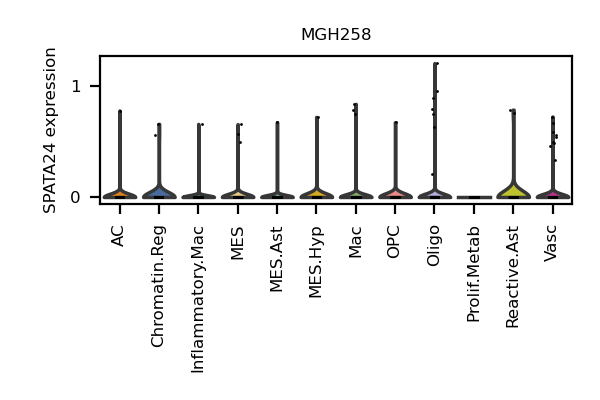 MGH258
SPATA24 expression
1
0
AC
Chromatin.Reg
Inflammatory.Mac
MES
MES.Ast
MES.Hyp
Mac
OPC
Oligo
Prolif.Metab
Reactive.Ast
Vasc